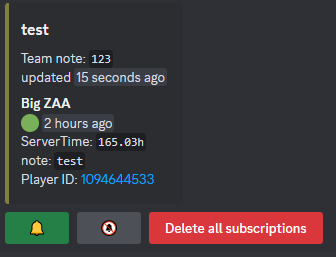 test
Team note: 123
updated 15 seconds ago
Big ZAA
2 hours ago
ServerTime: 165.03h
note: test
Player ID: 1094644533
Delete all subscriptions